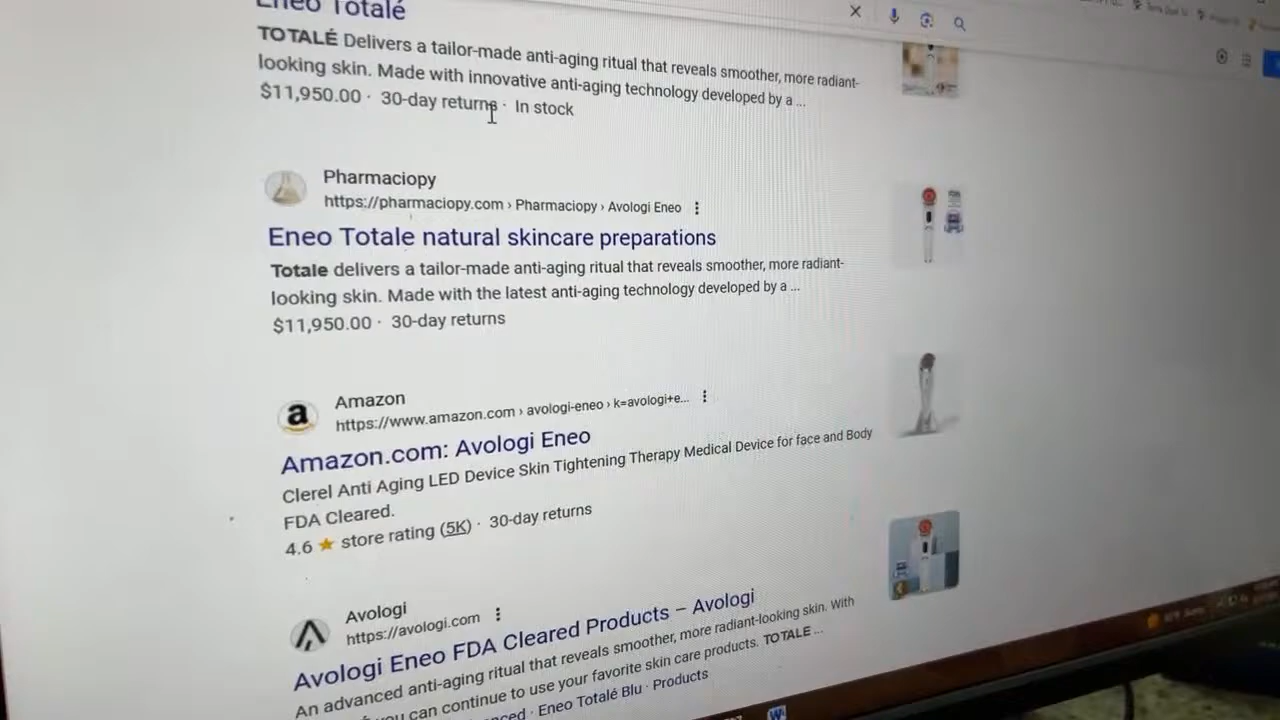 Eneo Totalé
TOTALÉ Delivers a tailor-made anti-aging ritual that reveals smoother, more radiant-
looking skin. Made with innovative anti-aging technology developed by a ...
$11,950.00 · 30-day returns · In stock
Pharmaciopy
https://pharmaciopy.com › Pharmaciopy › Avologi Eneo
Eneo Totale natural skincare preparations
Totale delivers a tailor-made anti-aging ritual that reveals smoother, more radiant-
looking skin. Made with the latest anti-aging technology developed by a ...
$11,950.00 · 30-day returns
Amazon
https://www.amazon.com › avologi-eneo › k=avologi+e...
Amazon.com: Avologi Eneo
Clerel Anti Aging LED Device Skin Tightening Therapy Medical Device for face and Body
FDA Cleared.
4.6 ★ store rating (5K) · 30-day returns
Avologi
https://avologi.com
Avologi Eneo FDA Cleared Products – Avologi
An advanced anti-aging ritual that reveals smoother, more radiant-looking skin. With
you can continue to use your favorite skin care products. TOTALE ...
· Eneo Totalé Blu · Products